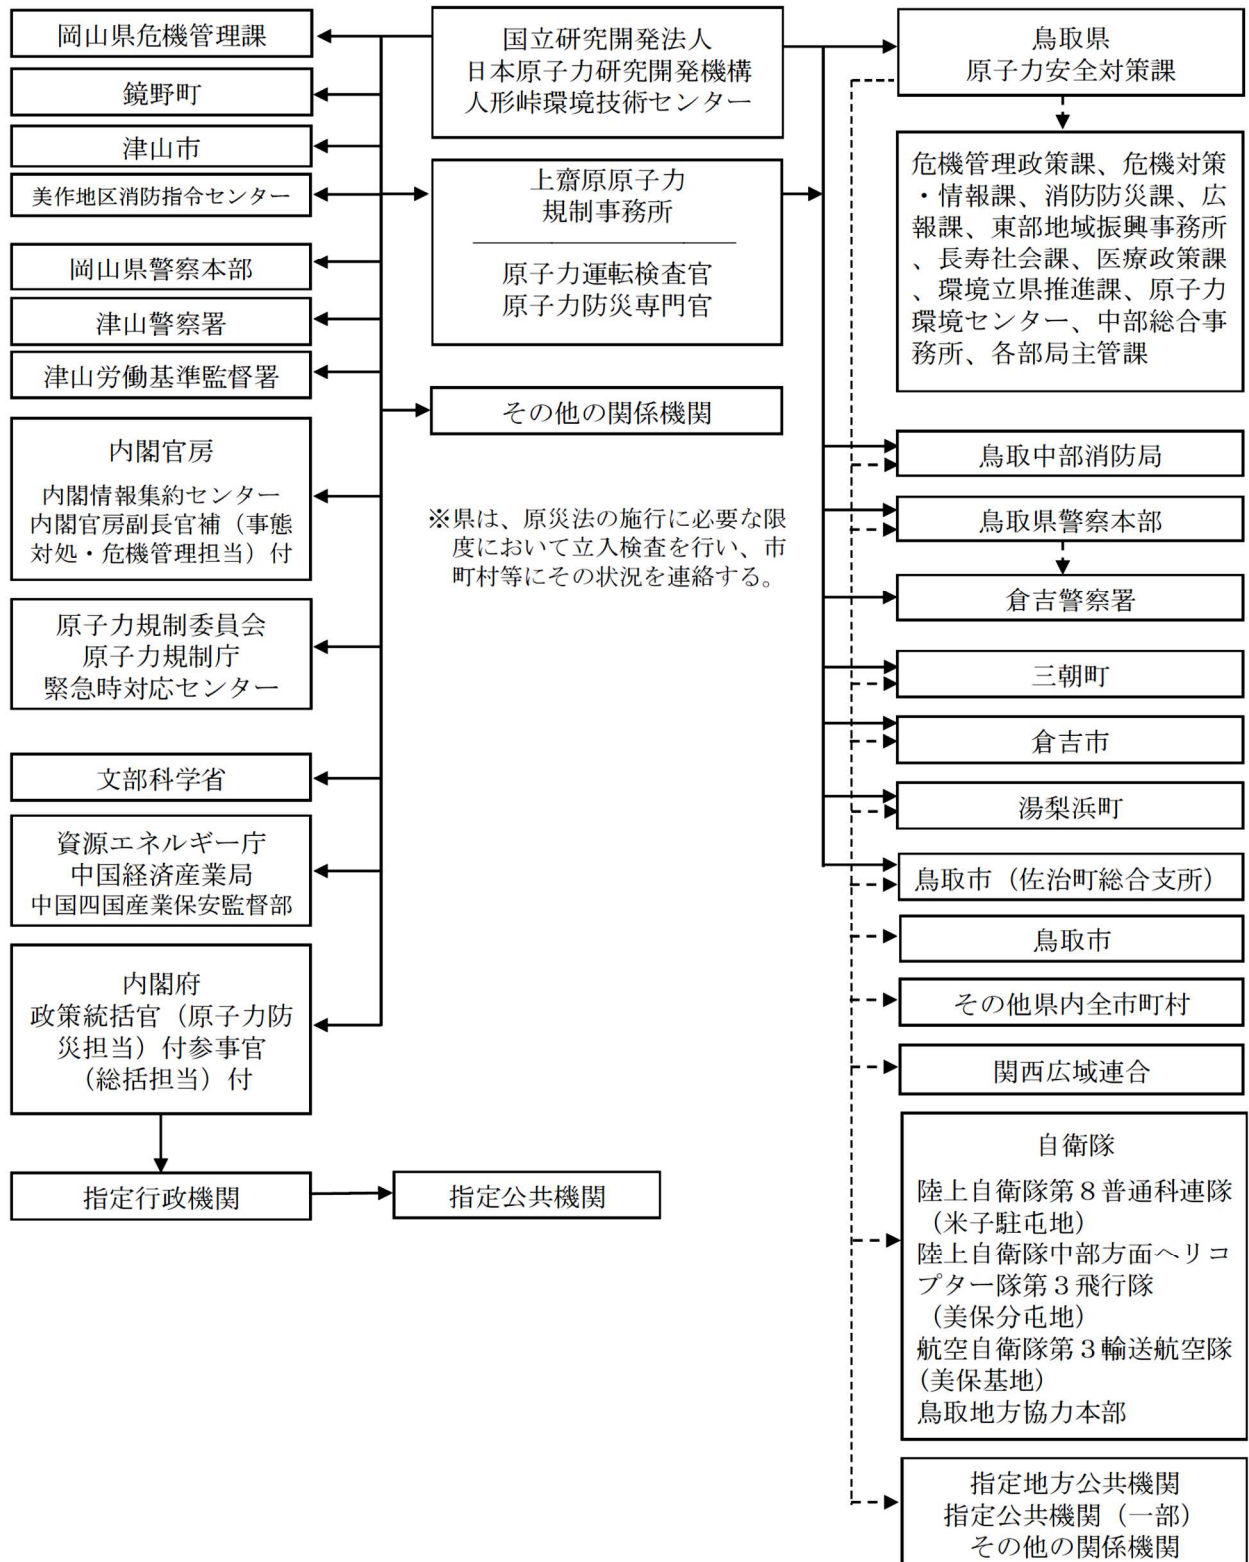 岡山県危機管理課
鏡野町
津山市
美作地区消防指令センター
岡山県警察本部
津山警察署
津山労働基準監督署
内閣官房
内閣情報集約センター
内閣官房副長官補（事態
対処・危機管理担当）付
原子力規制委員会
原子力規制庁
緊急時対応センター
文部科学省
資源エネルギー庁
中国経済産業局
中国四国産業保安監督部
内閣府
政策統括官（原子力防
災担当）付参事官
（総括担当）付
指定行政機関
指定公共機関
国立研究開発法人
日本原子力研究開発機構
人形峠環境技術センター
上齋原原子力
規制事務所
原子力運転検査官
原子力防災専門官
その他の関係機関
※県は、原災法の施行に必要な限
度において立入検査を行い、市
町村等にその状況を連絡する。
鳥取県
原子力安全対策課
危機管理政策課、危機対策
・情報課、消防防災課、広
報課、東部地域振興事務所
、長寿社会課、医療政策課
、環境立県推進課、原子力
環境センター、中部総合事
務所、各部局主管課
鳥取中部消防局
鳥取県警察本部
倉吉警察署
三朝町
倉吉市
湯梨浜町
鳥取市（佐治町総合支所）
鳥取市
その他県内全市町村
関西広域連合
自衛隊
陸上自衛隊第８普通科連隊
（米子駐屯地）
陸上自衛隊中部方面ヘリコ
プター隊第３飛行隊
（美保分屯地）
航空自衛隊第３輸送航空隊
(美保基地)
鳥取地方協力本部
指定地方公共機関
指定公共機関（一部）
その他の関係機関